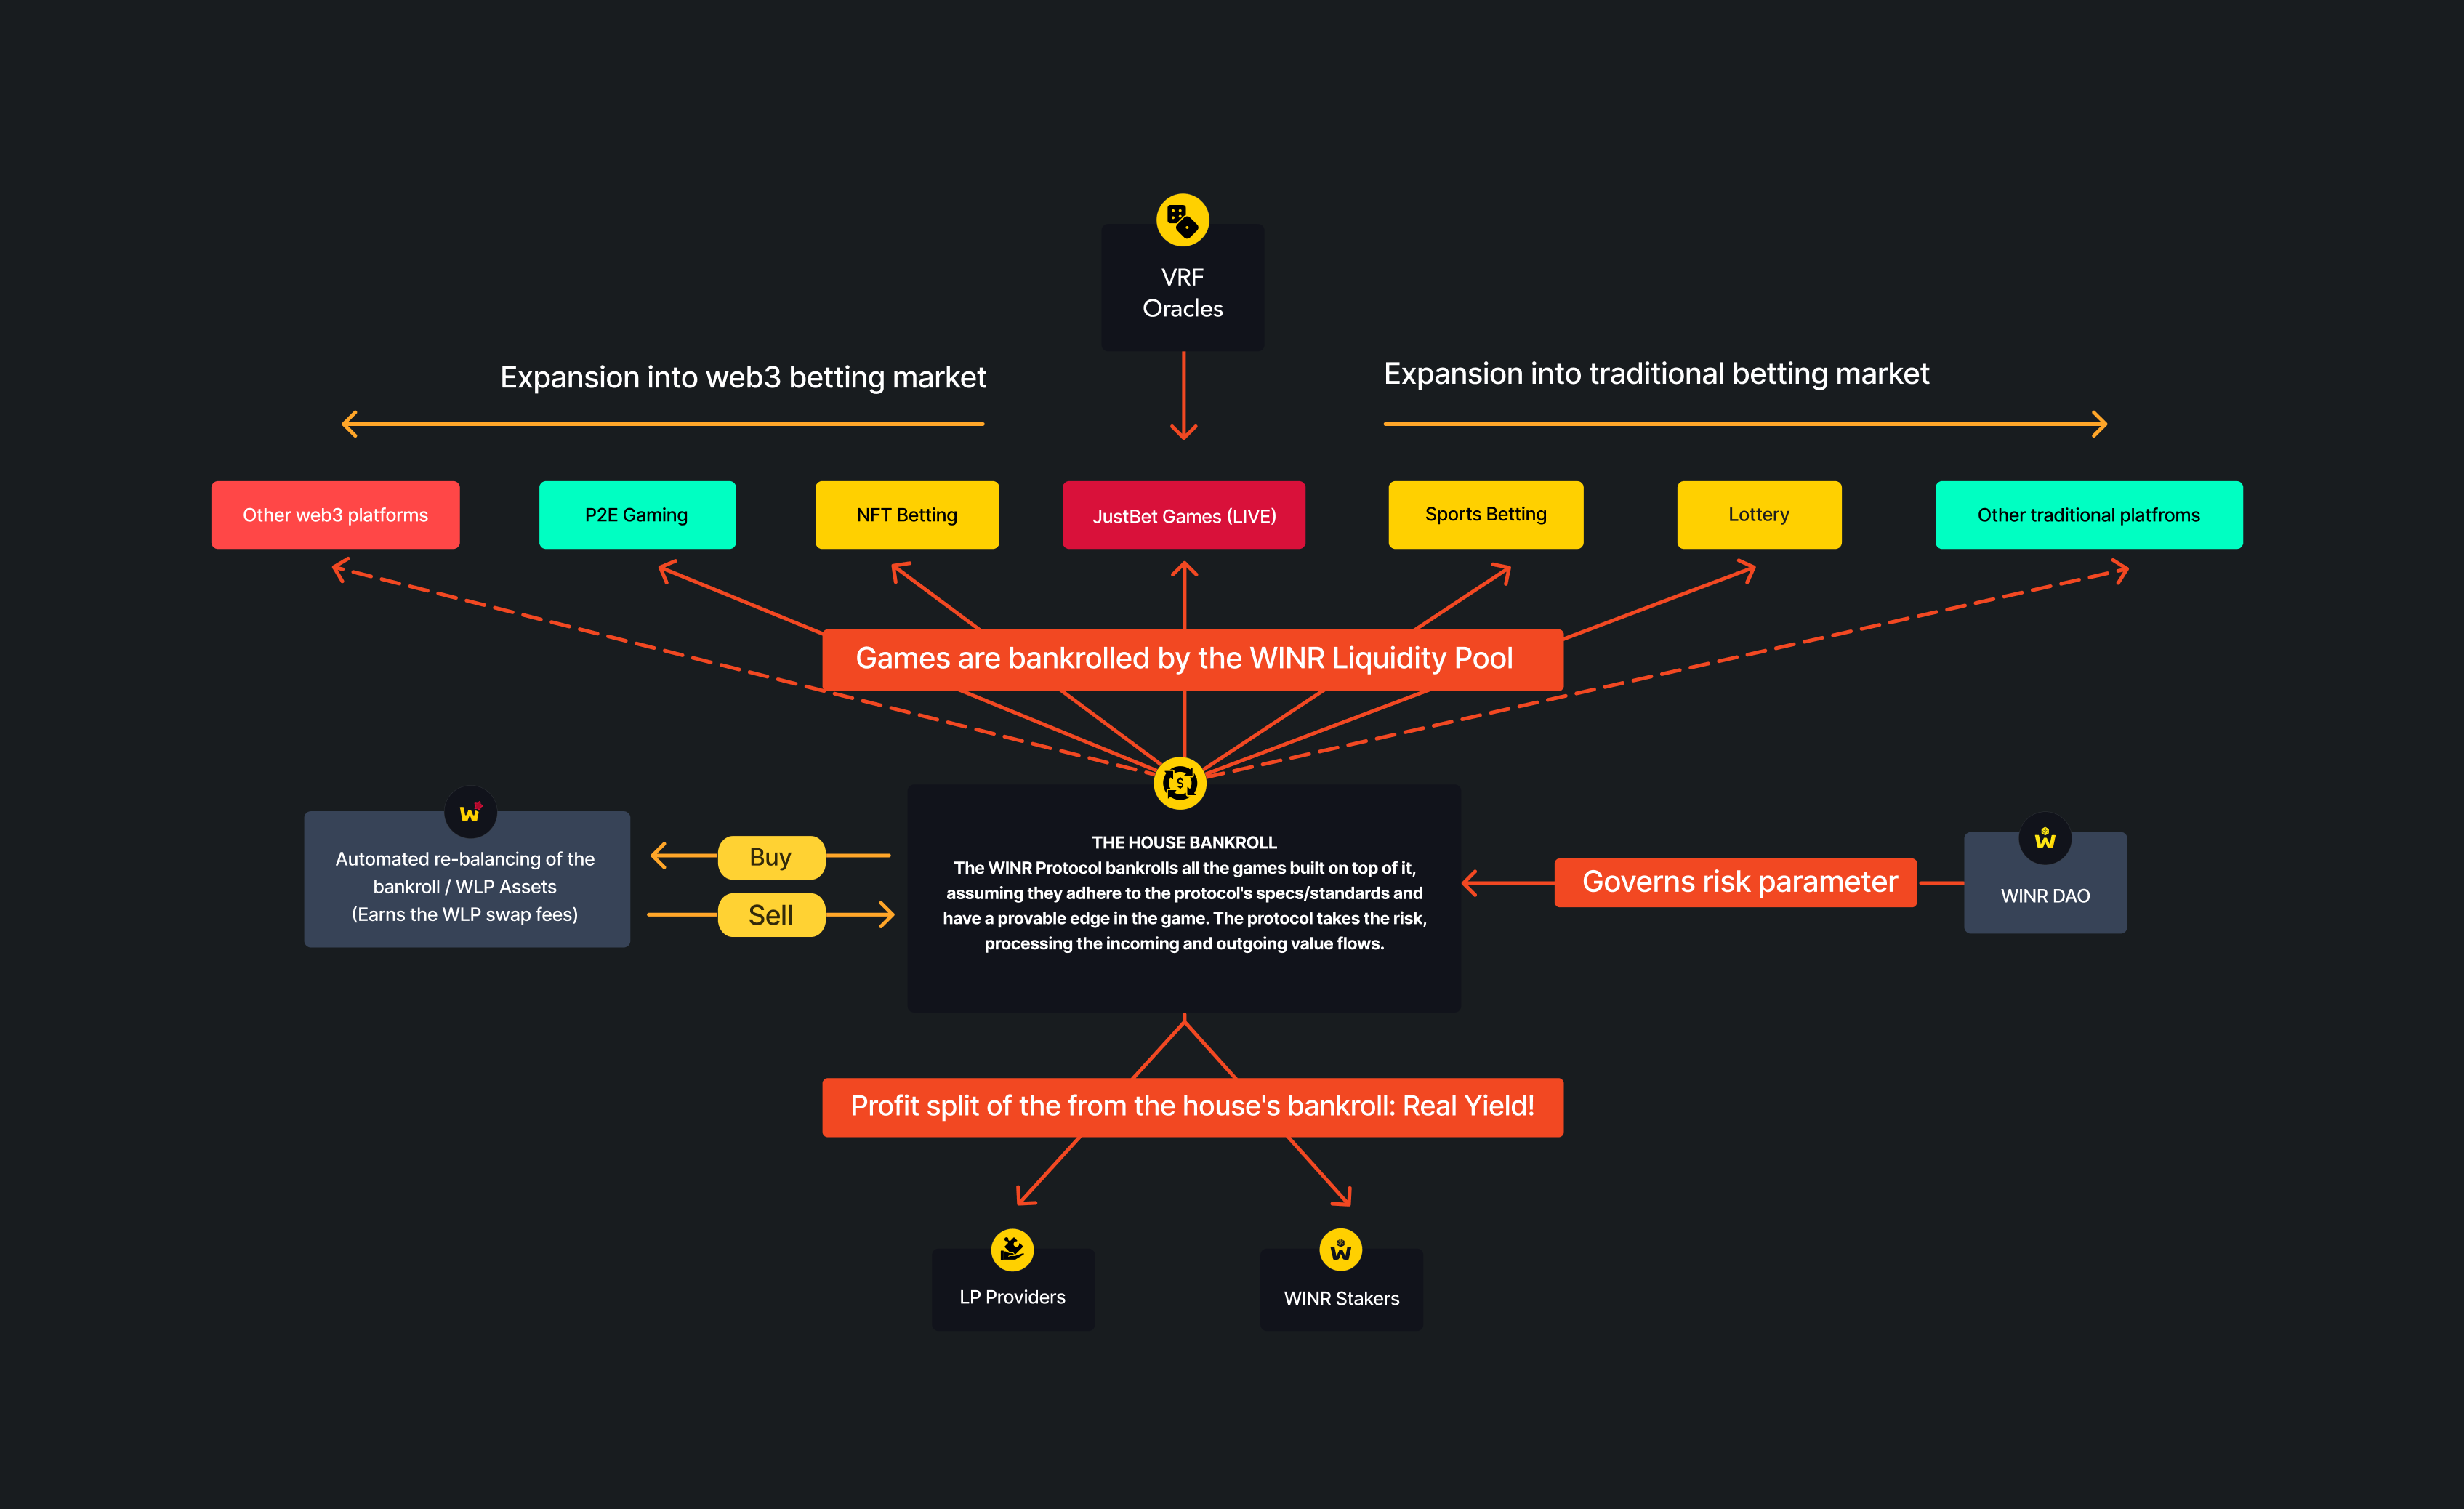 VRF
Oracles
Expansion into web3 betting market
Expansion into traditional betting market
Other web3 platforms
P2E Gaming
NFT Betting
JustBet Games (LIVE)
Sports Betting
Lottery
Other traditional platfroms
Games are bankrolled by the WINR Liquidity Pool
Automated re-balancing of the
bankroll / WLP Assets
(Earns the WLP swap fees)
Buy
Sell
THE HOUSE BANKROLL
The WINR Protocol bankrolls all the games built on top of it,
assuming they adhere to the protocol's specs/standards and
have a provable edge in the game. The protocol takes the risk,
processing the incoming and outgoing value flows.
Governs risk parameter
WINR DAO
Profit split of the from the house's bankroll: Real Yield!
LP Providers
WINR Stakers